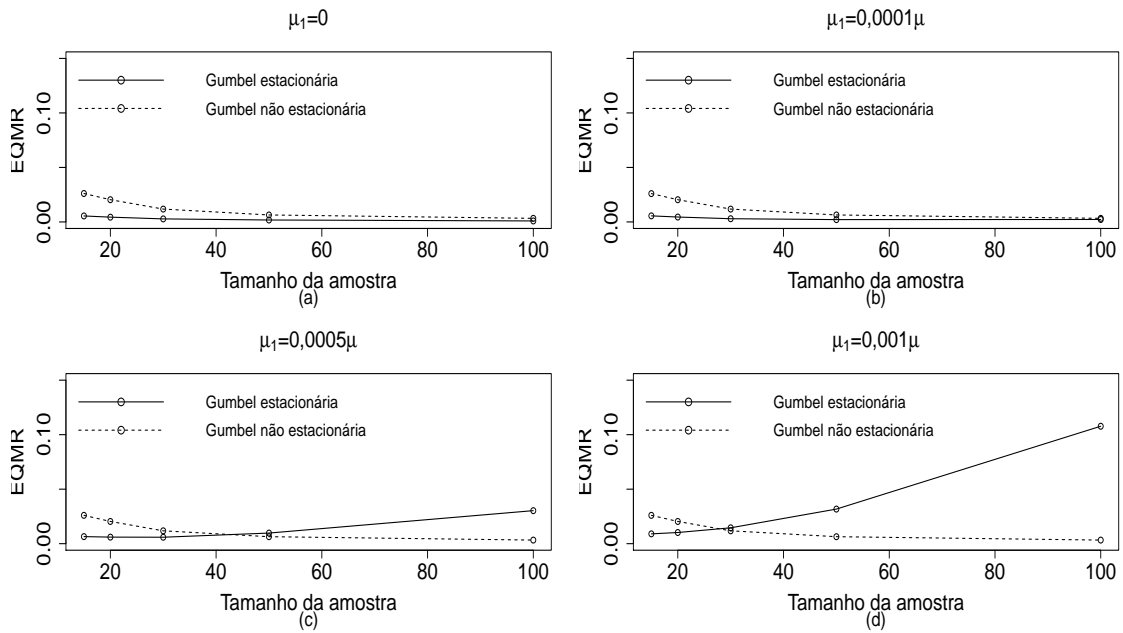 μ₁=0
Gumbel estacionária
Gumbel não estacionária
EQMR
0.00
0.10
20
40
60
80
100
Tamanho da amostra
(a)
μ₁=0,0001μ
Gumbel estacionária
Gumbel não estacionária
EQMR
0.00
0.10
20
40
60
80
100
Tamanho da amostra
(b)
μ₁=0,0005μ
Gumbel estacionária
Gumbel não estacionária
EQMR
0.00
0.10
20
40
60
80
100
Tamanho da amostra
(c)
μ₁=0,001μ
Gumbel estacionária
Gumbel não estacionária
EQMR
0.00
0.10
20
40
60
80
100
Tamanho da amostra
(d)